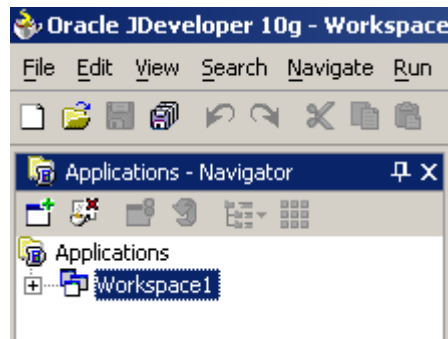 Oracle JDeveloper 10g - Workspace
File Edit View Search Navigate Run
Applications - Navigator
Applications
Workspace1